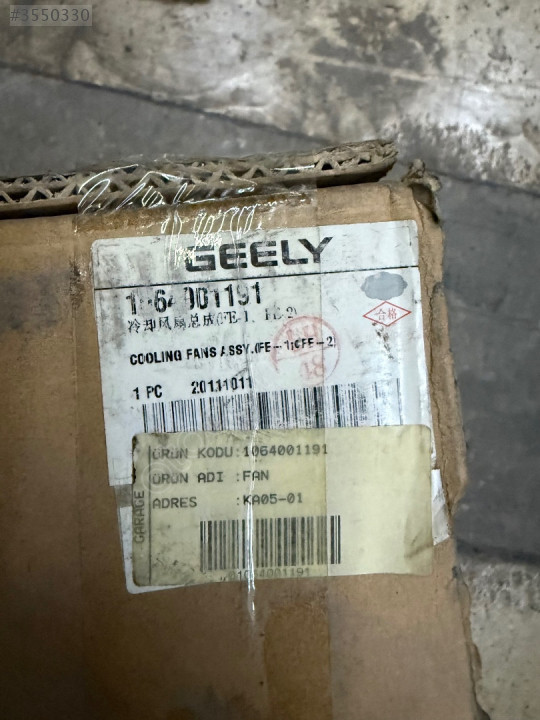 #3550330
GEELY
1064001191
冷却风扇总成(FE-1、FE-2)
合格
COOLING FANS ASSY.(FE-1;FE-2)
1 PC 20111011
GARAGE
ÜRÜN KODU:1064001191
ÜRÜN ADI :FAN
ADRES :KA05-01
1064001191